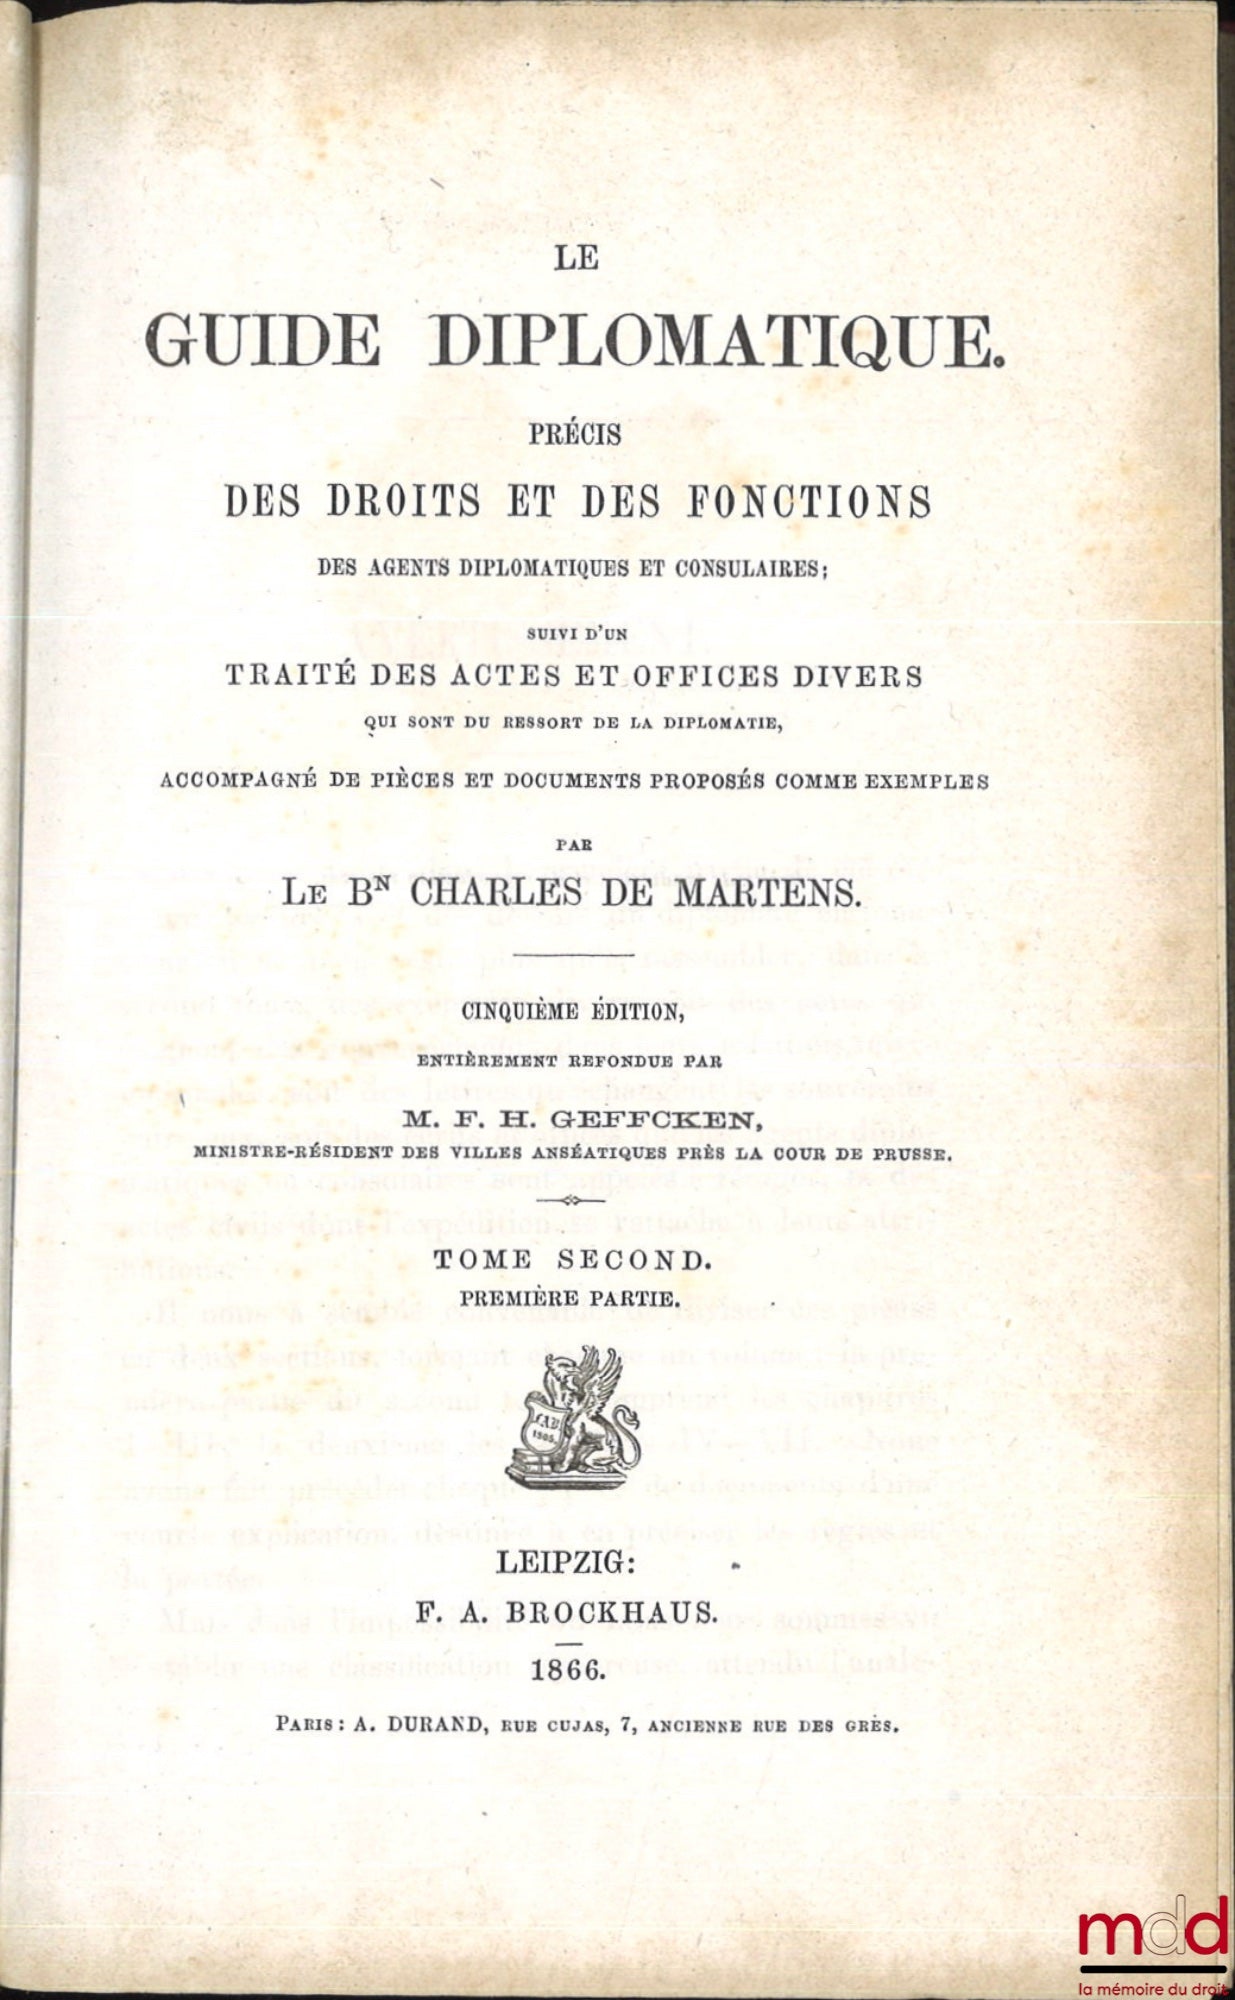 LE
GUIDE DIPLOMATIQUE.
PRÉCIS
DES DROITS ET DES FONCTIONS
DES AGENTS DIPLOMATIQUES ET CONSULAIRES;
SUIVI D'UN
TRAITÉ DES ACTES ET OFFICES DIVERS
QUI SONT DU RESSORT DE LA DIPLOMATIE,
ACCOMPAGNÉ DE PIÈCES ET DOCUMENTS PROPOSÉS COMME EXEMPLES
PAR
LE BN CHARLES DE MARTENS.
CINQUIÈME ÉDITION,
ENTIÈREMENT REFONDUE PAR
M. F. H. GEFFCKEN,
MINISTRE-RÉSIDENT DES VILLES ANSÉATIQUES PRÈS LA COUR DE PRUSSE.
TOME SECOND.
PREMIÈRE PARTIE.
FAB
1805.
LEIPZIG:
F. A. BROCKHAUS.
1866.
PARIS: A. DURAND, RUE CUJAS, 7, ANCIENNE RUE DES GRÈS.
mdd
la mémoire du droit